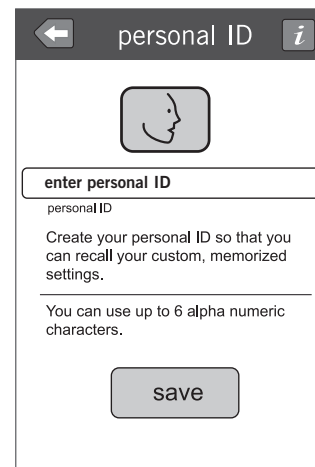 personal ID
i
enter personal ID
personal ID
Create your personal ID so that you
can recall your custom, memorized
settings.
You can use up to 6 alpha numeric
characters.
save